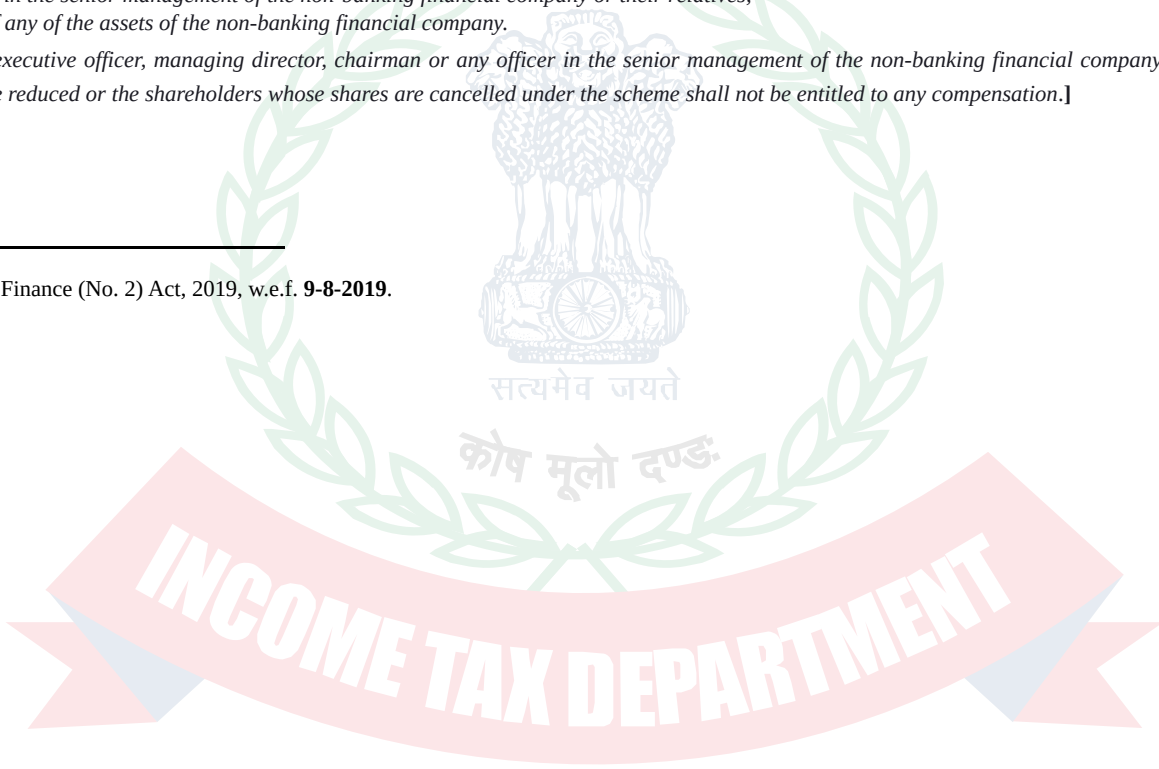 in the senior management of the non-banking financial company or their relatives;
any of the assets of the non-banking financial company.
executive officer, managing director, chairman or any officer in the senior management of the non-banking financial company
reduced or the shareholders whose shares are cancelled under the scheme shall not be entitled to any compensation.]
Finance (No. 2) Act, 2019, w.e.f. 9-8-2019.
सत्यमेव जयते
कोष मूलो दण्डः
INCOME TAX DEPARTMENT